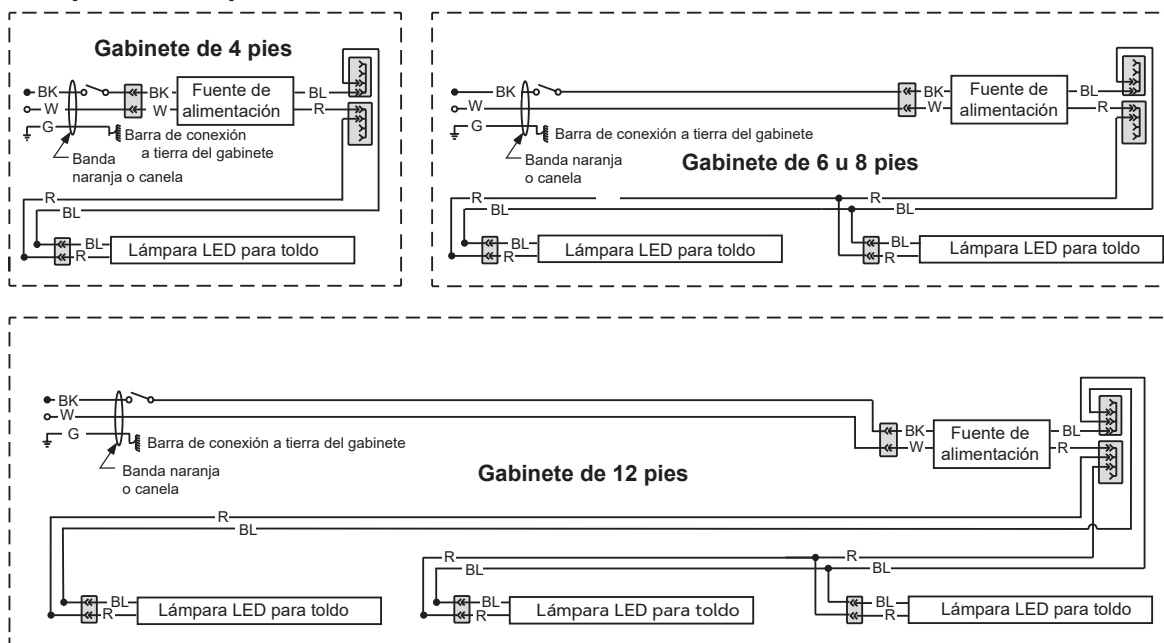 Gabinete de 4 pies
BK
BK
Fuente de
alimentación
BL
W
W
R
G
Barra de conexión
a tierra del gabinete
Banda
naranja o canela
R
BL
BL
R
Lámpara LED para toldo
BK
BK
Fuente de
alimentación
BL
W
W
R
G
Barra de conexión a tierra del gabinete
Banda naranja
o canela
Gabinete de 6 u 8 pies
R
R
BL
BL
BL
R
Lámpara LED para toldo
BL
R
Lámpara LED para toldo
BK
W
G
Barra de conexión a tierra del gabinete
Banda naranja
o canela
BK
W
Fuente de
alimentación
BL
R
Gabinete de 12 pies
R
BL
R
BL
R
BL
BL
R
Lámpara LED para toldo
BL
R
Lámpara LED para toldo
BL
R
Lámpara LED para toldo